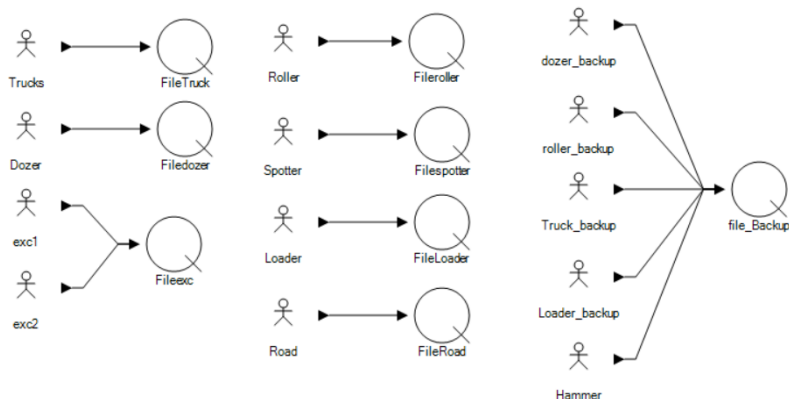 Trucks
FileTruck
Dozer
Filedozer
exc1
exc2
Fileexc
Roller
Fileroller
Spotter
Filespotter
Loader
FileLoader
Road
FileRoad
dozer_backup
roller_backup
Truck_backup
Loader_backup
Hammer
file_Backup